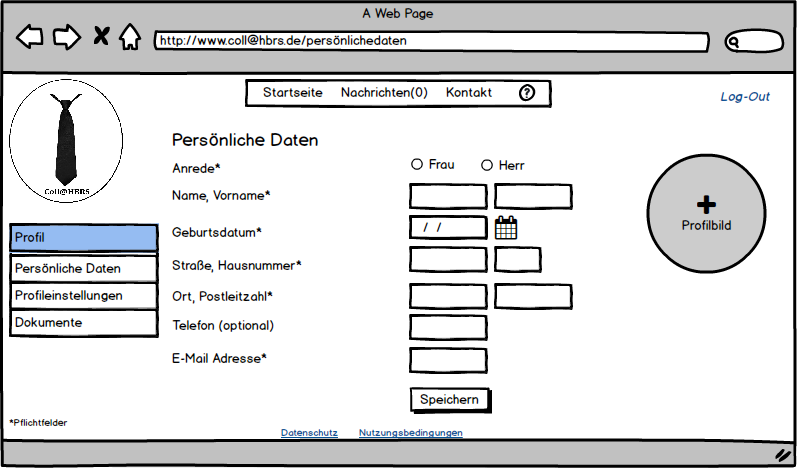 A Web Page
http://www.coll@hbrs.de/persönlichedaten
Startseite Nachrichten(0) Kontakt ?
Log-Out
Coll@HBRS
Persönliche Daten
Anrede* Frau Herr
Name, Vorname*
Geburtsdatum* / /
Straße, Hausnummer*
Ort, Postleitzahl*
Telefon (optional)
E-Mail Adresse*
Speichern
Profilbild
Profil
Persönliche Daten
Profileinstellungen
Dokumente
*Pflichtfelder
Datenschutz Nutzungsbedingungen